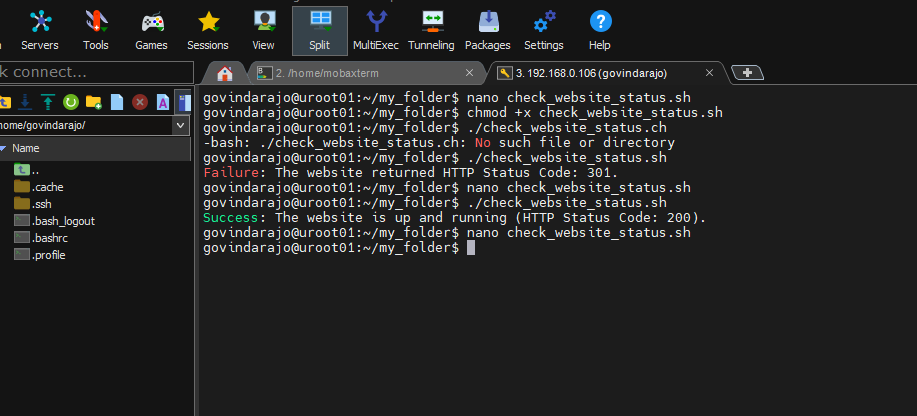 Servers Tools Games Sessions View Split MultiExec Tunneling Packages Settings Help
k connect...
2. /home/mobaxterm
3. 192.168.0.106 (govindarajo)
home/govindarajo/
Name
..
.cache
.ssh
.bash_logout
.bashrc
.profile
govindarajo@uroot01:~/my_folder$ nano check_website_status.sh
govindarajo@uroot01:~/my_folder$ chmod +x check_website_status.sh
govindarajo@uroot01:~/my_folder$ ./check_website_status.ch
-bash: ./check_website_status.ch: No such file or directory
govindarajo@uroot01:~/my_folder$ ./check_website_status.sh
Failure: The website returned HTTP Status Code: 301.
govindarajo@uroot01:~/my_folder$ nano check_website_status.sh
govindarajo@uroot01:~/my_folder$ ./check_website_status.sh
Success: The website is up and running (HTTP Status Code: 200).
govindarajo@uroot01:~/my_folder$ nano check_website_status.sh
govindarajo@uroot01:~/my_folder$